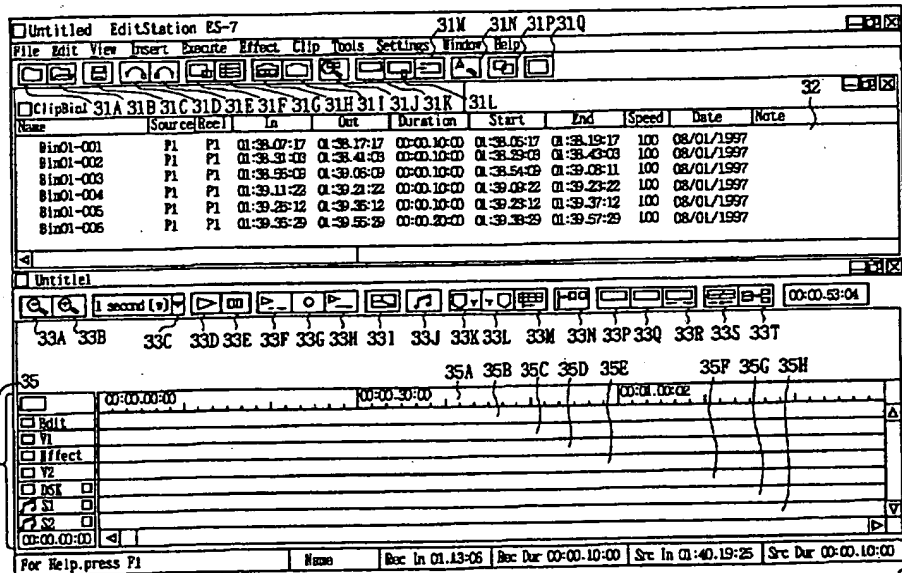 Untitled EditStation ES-7
31M 31N 31P31Q
File Edit View Insert Execute Effect Clip Tools Settings Window Help
32
ClipBin1 31A 31B 31C 31D 31E 31F 31G 31H 31I 31J 31K 31L
Name Source Reel In Out Duration Start End Speed Date Note
Bin01-001 P1 P1 01:38.07:17 01:38.17:17 00:00.10:00 01:38.05:17 01:38.19:17 100 08/01/1997
Bin01-002 P1 P1 01:38.31:03 01:38.41:03 00:00.10:00 01:38.29:03 01:38.43:03 100 08/01/1997
Bin01-003 P1 P1 01:38.56:09 01:39.06:09 00:00.10:00 01:38.54:09 01:39.08:11 100 08/01/1997
Bin01-004 P1 P1 01:39.11:22 01:39.21:22 00:00.10:00 01:39.09:22 01:39.23:22 100 08/01/1997
Bin01-005 P1 P1 01:39.25:12 01:39.35:12 00:00.10:00 01:39.23:12 01:39.37:12 100 08/01/1997
Bin01-006 P1 P1 01:39.35:29 01:39.55:29 00:00.20:00 01:39.38:29 01:39.57:29 100 08/01/1997
Untitle1
1 second (v) 00:00.53:04
33A 33B 33C 33D 33E 33F 33G 33H 33I 33J 33K 33L 33M 33N 33P 33Q 33R 33S 33T
35 35A 35B 35C 35D 35E 35F 35G 35H
00:00.00:00 00:00.30:00 00:01.00:02
Edit
V1
Effect
V2
DSK
S1
S2
00:00.00:00
For Help.press F1 Name Rec In 01.13:06 Rec Dur 00:00.10:00 Src In 01:40.19:25 Src Dur 00:00.10:00